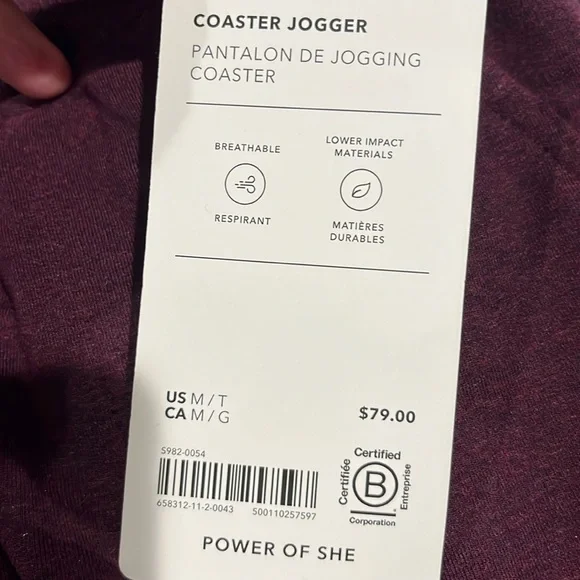 COASTER JOGGER
PANTALON DE JOGGING
COASTER
BREATHABLE
RESPIRANT
LOWER IMPACT
MATERIALS
MATIÈRES
DURABLES
US M / T
CA M / G
$79.00
5982-0054
658312-11-2-0043 500110257597
Certified
Certifiée
B
Entreprise
Corporation
POWER OF SHE